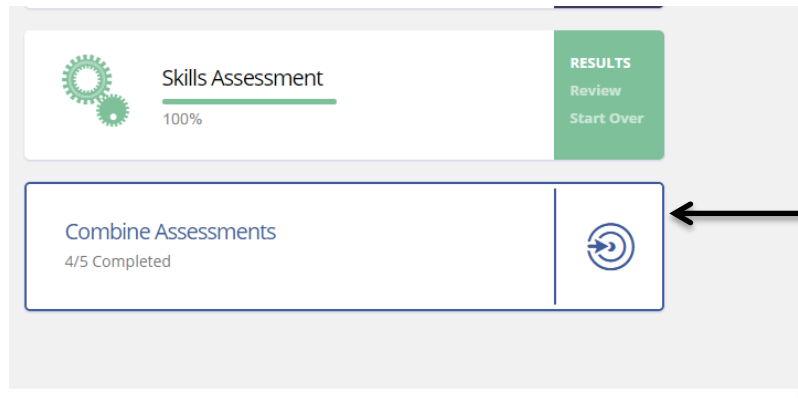 Skills Assessment
100%
RESULTS
Review
Start Over
Combine Assessments
4/5 Completed